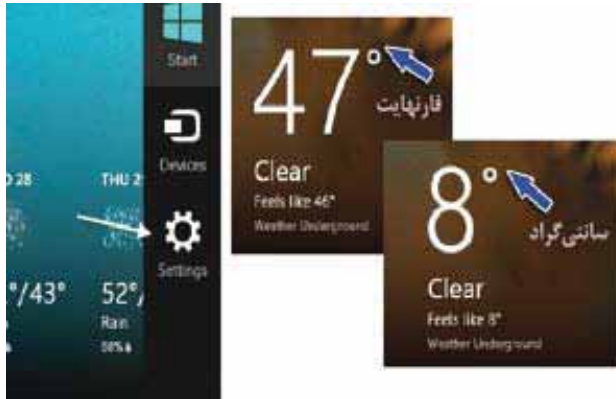 Start
Devices
Settings
28
THU 2
°/43°
52°/
Rain
47°
فارنهایت
Clear
Feels like 46°
Weather Underground
8°
سانتی‌گراد
Clear
Feels like 8°
Weather Underground